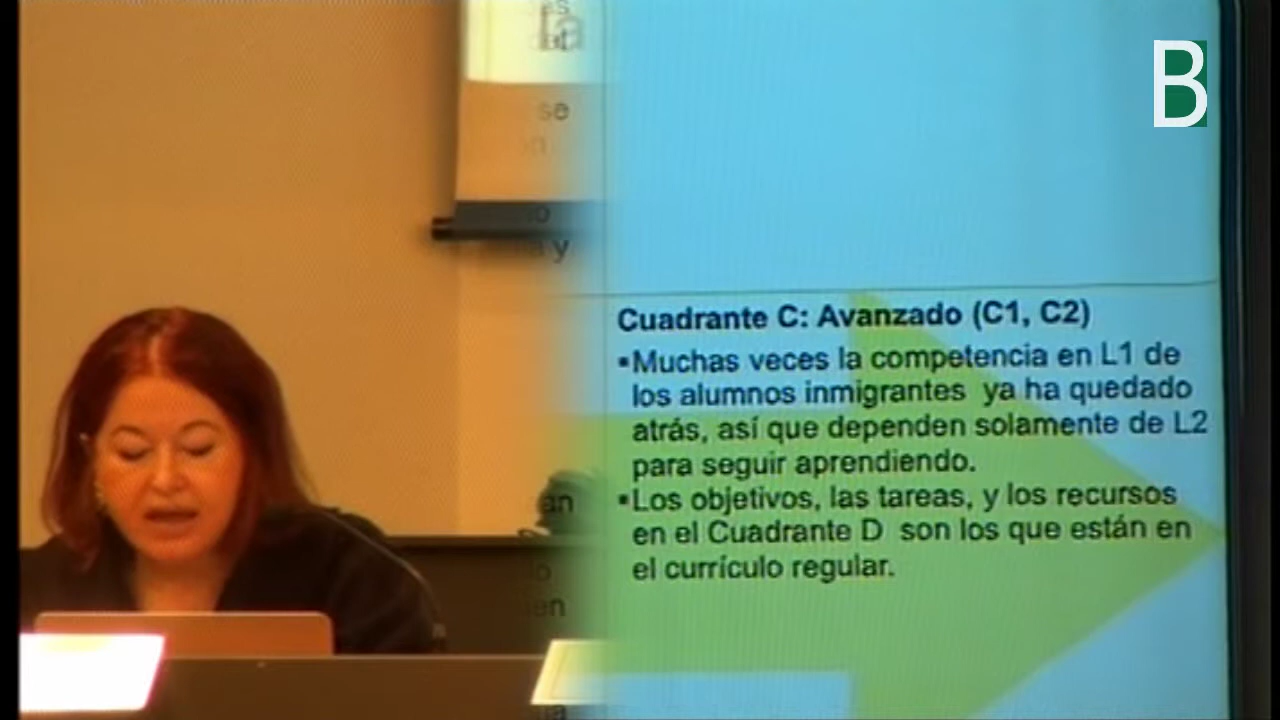 B
se
y
Cuadrante C: Avanzado (C1, C2)
▪Muchas veces la competencia en L1 de
los alumnos inmigrantes ya ha quedado
atrás, así que dependen solamente de L2
para seguir aprendiendo.
▪Los objetivos, las tareas, y los recursos
en el Cuadrante D son los que están en
el currículo regular.